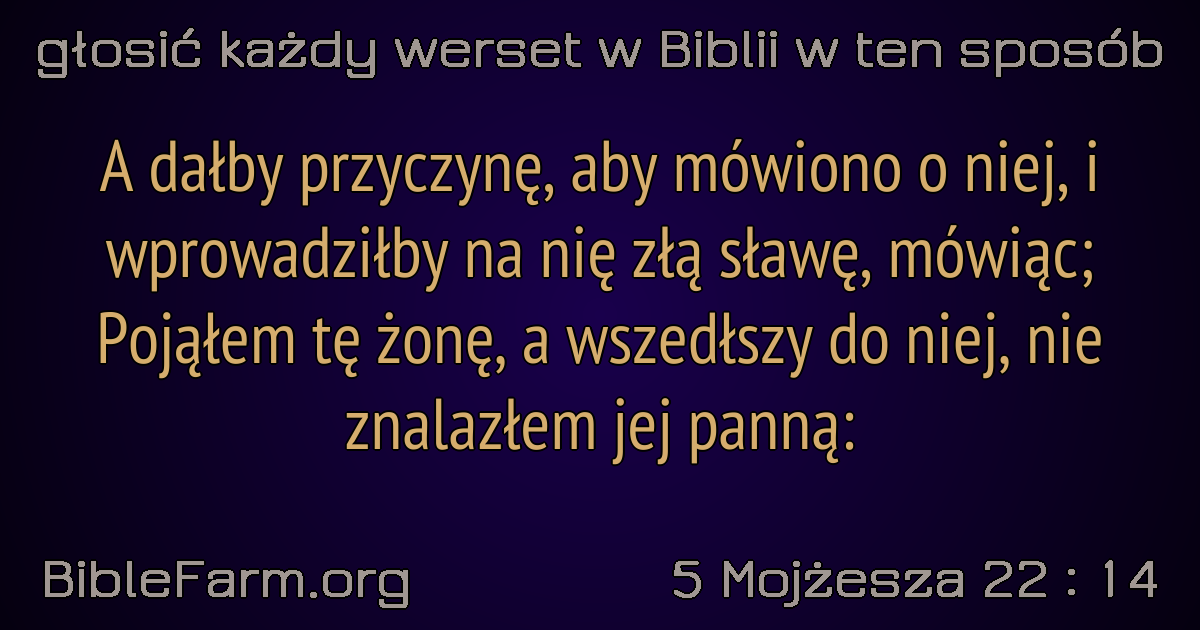 głosić każdy werset w Biblii w ten sposób
A dałby przyczynę, aby mówiono o niej, i
wprowadziłby na nię złą sławę, mówiąc;
Pojąłem tę żonę, a wszedłszy do niej, nie
znalazłem jej panną:
BibleFarm.org
5 Mojżesza 22 : 14